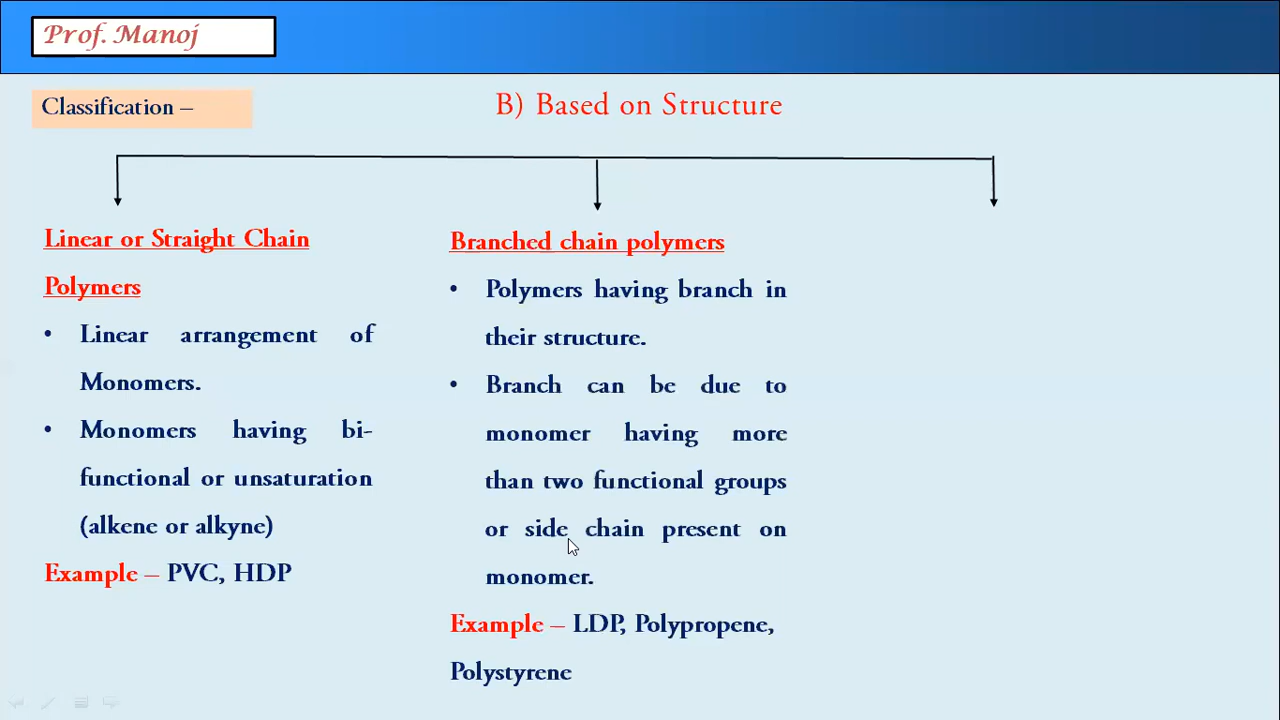 Prof. Manoj
Classification –
B) Based on Structure
Linear or Straight Chain
Polymers
• Linear arrangement of
Monomers.
• Monomers having bi-
functional or unsaturation
(alkene or alkyne)
Example – PVC, HDP
Branched chain polymers
• Polymers having branch in
their structure.
• Branch can be due to
monomer having more
than two functional groups
or side chain present on
monomer.
Example – LDP, Polypropene,
Polystyrene